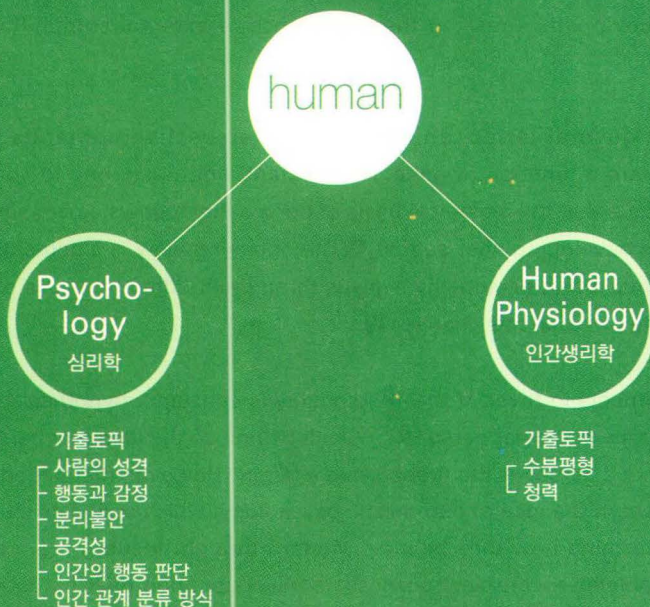 human
Psycho-
logy
심리학
기출토픽
사람의 성격
행동과 감정
분리불안
공격성
인간의 행동 판단
인간 관계 분류 방식
Human
Physiology
인간생리학
기출토픽
수분평형
청력